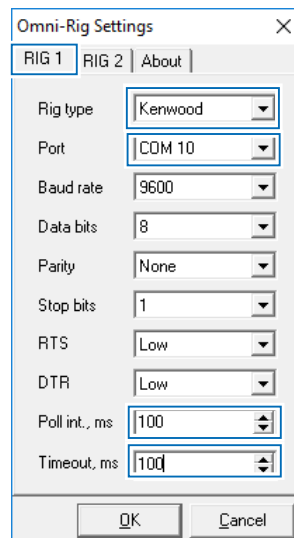 Omni-Rig Settings
RIG 1 RIG 2 About
Rig type Kenwood
Port COM 10
Baud rate 9600
Data bits 8
Parity None
Stop bits 1
RTS Low
DTR Low
Poll int., ms 100
Timeout, ms 100
OK Cancel